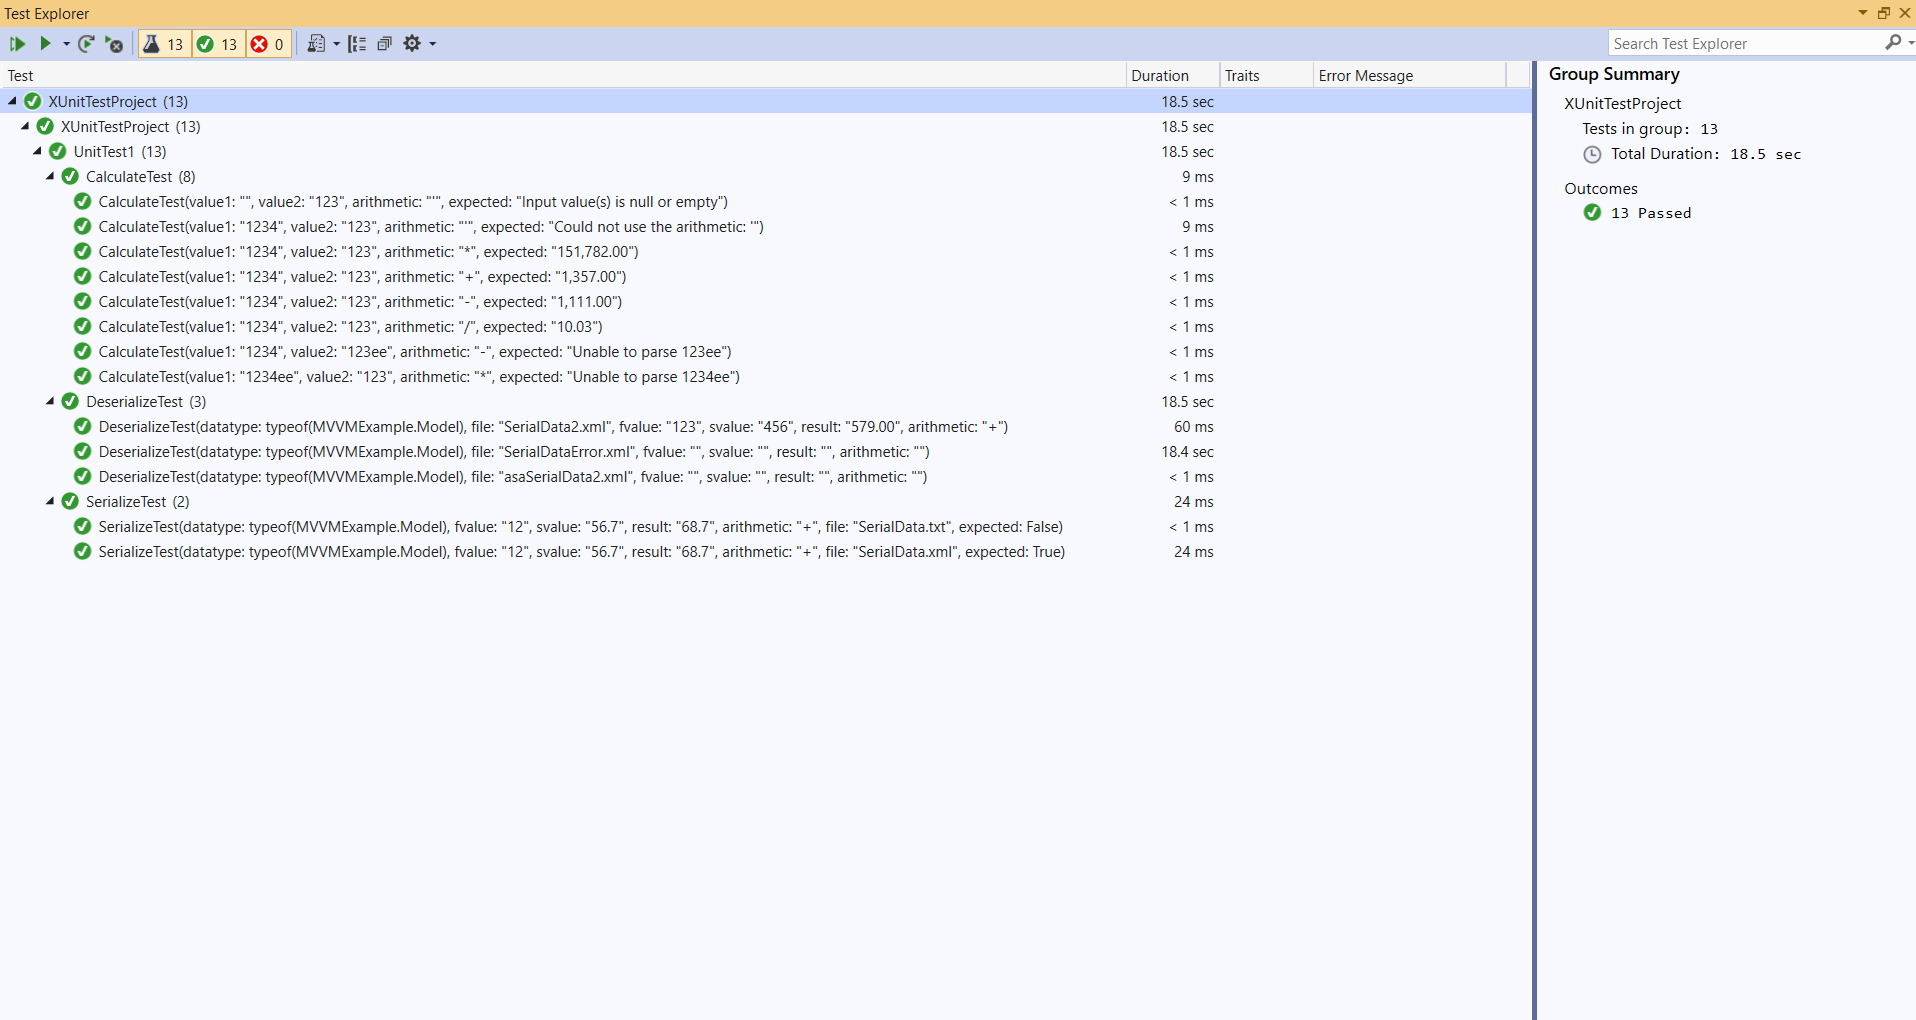 Test Explorer
13 13 0
Search Test Explorer
Test Duration Traits Error Message
XUnitTestProject (13) 18.5 sec
XUnitTestProject (13) 18.5 sec
UnitTest1 (13) 18.5 sec
CalculateTest (8) 9 ms
CalculateTest(value1: "", value2: "123", arithmetic: "'", expected: "Input value(s) is null or empty") < 1 ms
CalculateTest(value1: "1234", value2: "123", arithmetic: "'", expected: "Could not use the arithmetic: '") 9 ms
CalculateTest(value1: "1234", value2: "123", arithmetic: "*", expected: "151,782.00") < 1 ms
CalculateTest(value1: "1234", value2: "123", arithmetic: "+", expected: "1,357.00") < 1 ms
CalculateTest(value1: "1234", value2: "123", arithmetic: "-", expected: "1,111.00") < 1 ms
CalculateTest(value1: "1234", value2: "123", arithmetic: "/", expected: "10.03") < 1 ms
CalculateTest(value1: "1234", value2: "123ee", arithmetic: "-", expected: "Unable to parse 123ee") < 1 ms
CalculateTest(value1: "1234ee", value2: "123", arithmetic: "*", expected: "Unable to parse 1234ee") < 1 ms
DeserializeTest (3) 18.5 sec
DeserializeTest(datatype: typeof(MVVMExample.Model), file: "SerialData2.xml", fvalue: "123", svalue: "456", result: "579.00", arithmetic: "+") 60 ms
DeserializeTest(datatype: typeof(MVVMExample.Model), file: "SerialDataError.xml", fvalue: "", svalue: "", result: "", arithmetic: "") 18.4 sec
DeserializeTest(datatype: typeof(MVVMExample.Model), file: "asaSerialData2.xml", fvalue: "", svalue: "", result: "", arithmetic: "") < 1 ms
SerializeTest (2) 24 ms
SerializeTest(datatype: typeof(MVVMExample.Model), fvalue: "12", svalue: "56.7", result: "68.7", arithmetic: "+", file: "SerialData.txt", expected: False) < 1 ms
SerializeTest(datatype: typeof(MVVMExample.Model), fvalue: "12", svalue: "56.7", result: "68.7", arithmetic: "+", file: "SerialData.xml", expected: True) 24 ms
Group Summary
XUnitTestProject
Tests in group: 13
Total Duration: 18.5 sec
Outcomes
13 Passed